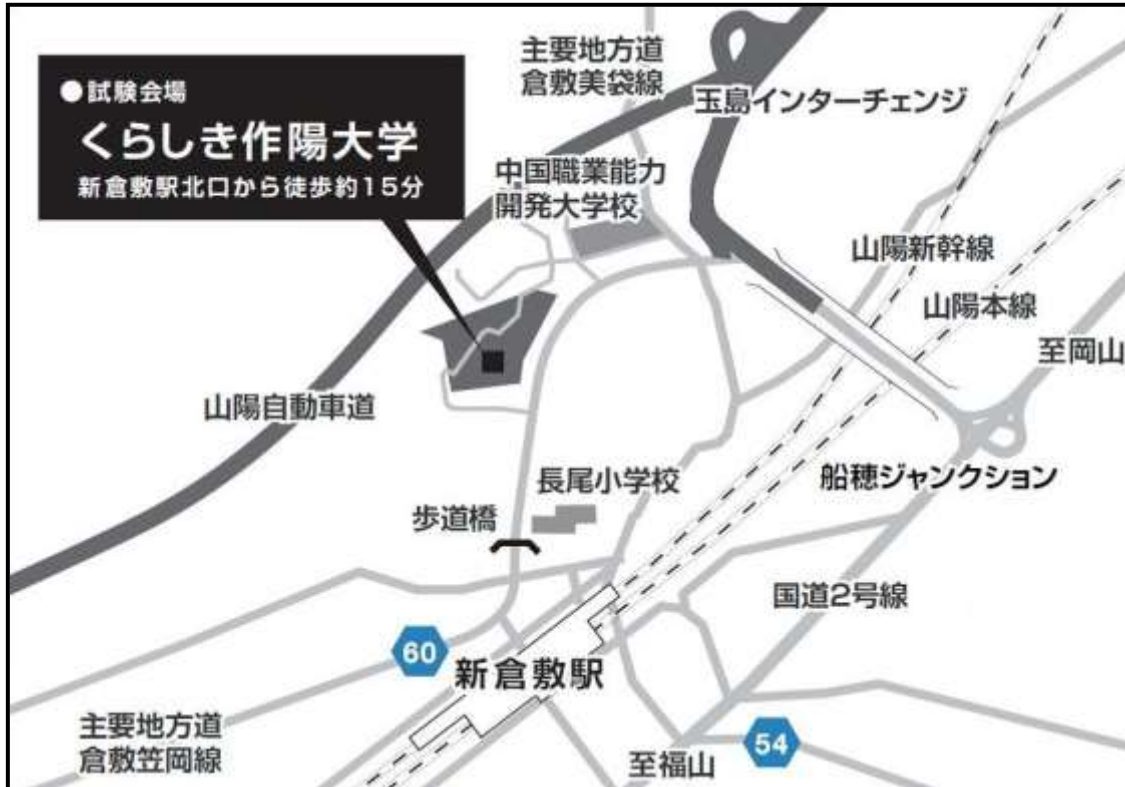 ●試験会場
くらしき作陽大学
新倉敷駅北口から徒歩約15分
主要地方道
倉敷美袋線
玉島インターチェンジ
中国職業能力
開発大学校
山陽新幹線
山陽本線
至岡山
山陽自動車道
船穂ジャンクション
長尾小学校
歩道橋
国道2号線
60
新倉敷駅
主要地方道
倉敷笠岡線
54
至福山